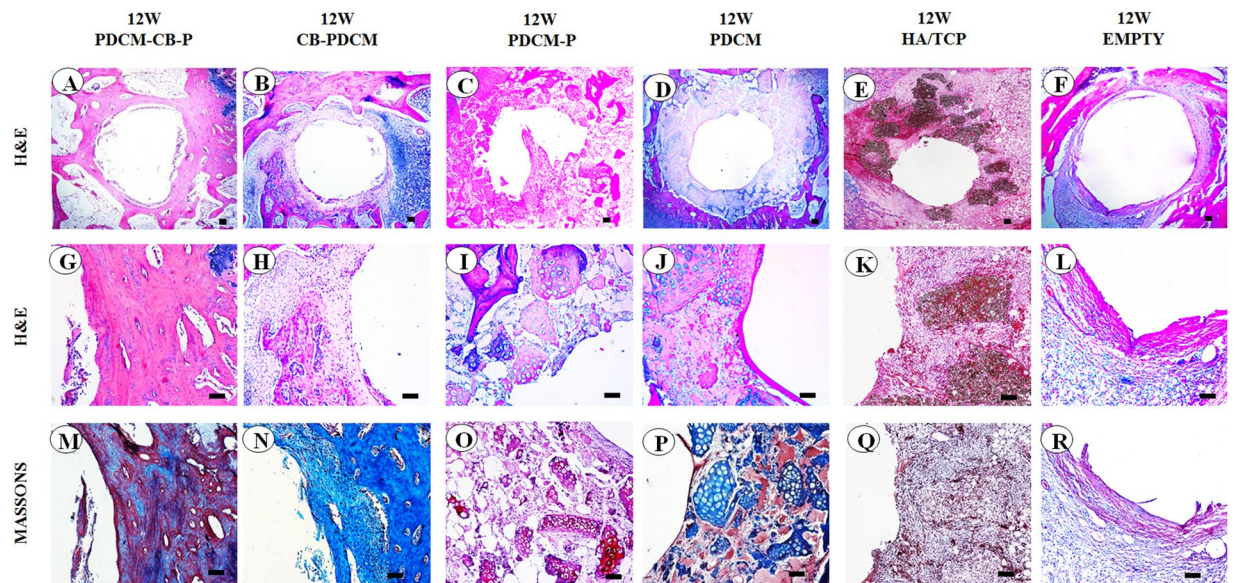 12W
PDCM-CB-P
12W
CB-PDCM
12W
PDCM-P
12W
PDCM
12W
HA/TCP
12W
EMPTY
H&E
A
B
C
D
E
F
H&E
G
H
I
J
K
L
MASSONS
M
N
O
P
Q
R